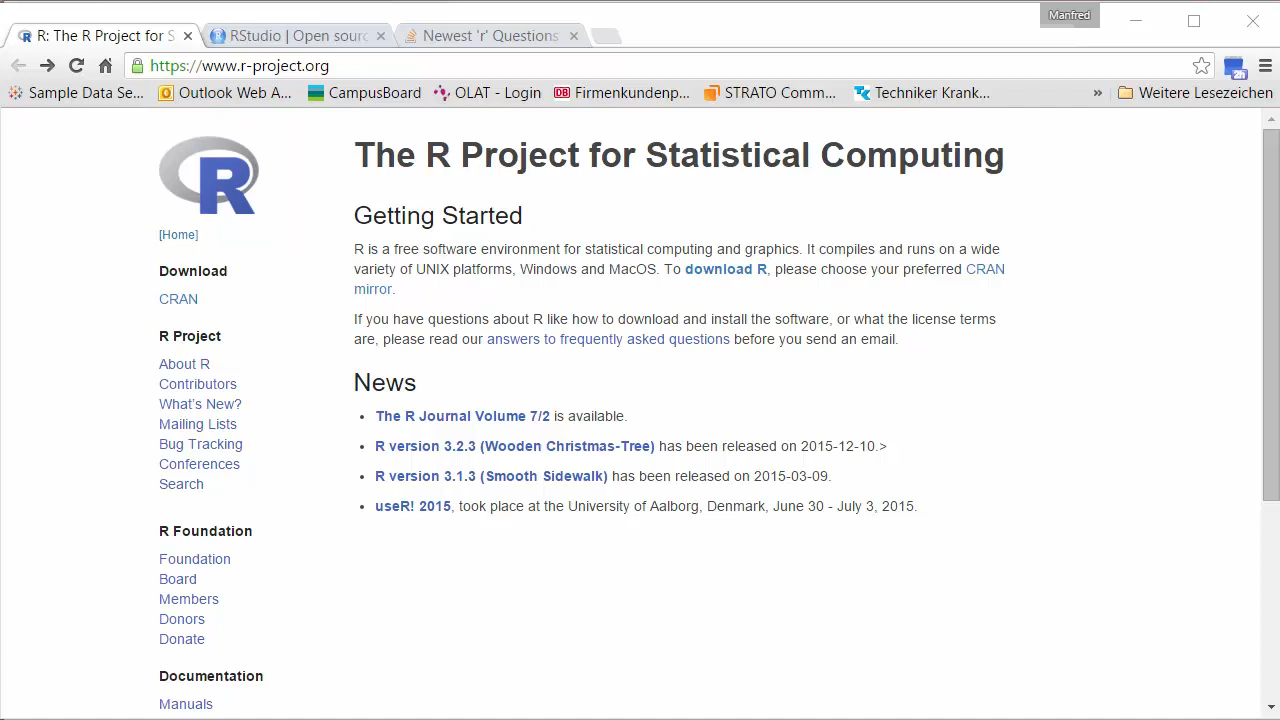 Manfred
R: The R Project for S
RStudio | Open sourc
Newest 'r' Questions
https://www.r-project.org
2h
Sample Data Se... Outlook Web A... CampusBoard OLAT - Login DB Firmenkundenp... STRATO Comm... Techniker Krank... » Weitere Lesezeichen
R
[Home]
Download
CRAN
R Project
About R
Contributors
What's New?
Mailing Lists
Bug Tracking
Conferences
Search
R Foundation
Foundation
Board
Members
Donors
Donate
Documentation
Manuals
The R Project for Statistical Computing
Getting Started
R is a free software environment for statistical computing and graphics. It compiles and runs on a wide
variety of UNIX platforms, Windows and MacOS. To download R, please choose your preferred CRAN
mirror.
If you have questions about R like how to download and install the software, or what the license terms
are, please read our answers to frequently asked questions before you send an email.
News
• The R Journal Volume 7/2 is available.
• R version 3.2.3 (Wooden Christmas-Tree) has been released on 2015-12-10.>
• R version 3.1.3 (Smooth Sidewalk) has been released on 2015-03-09.
• useR! 2015, took place at the University of Aalborg, Denmark, June 30 - July 3, 2015.